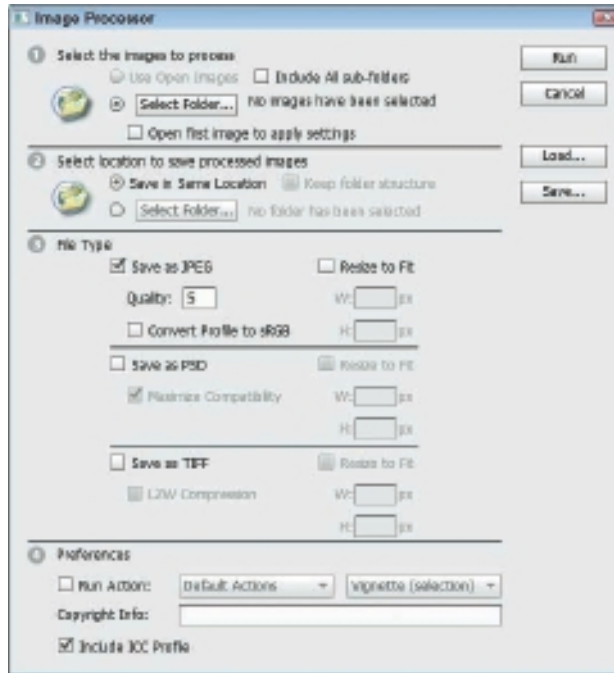 Image Processor
1 Select the images to process
Use Open Images Include All sub-folders
Select Folder... No images have been selected
Open first image to apply settings
Run
Cancel
Load...
Save...
2 Select location to save processed images
Save in Same Location Keep folder structure
Select Folder... No folder has been selected
3 File Type
Save as JPEG Resize to Fit
Quality: 5 W: px
Convert Profile to sRGB H: px
Save as PSD Resize to Fit
Maximize Compatibility W: px
H: px
Save as TIFF Resize to Fit
LZW Compression W: px
H: px
4 Preferences
Run Action: Default Actions Vignette (selection)
Copyright Info:
Include ICC Profile